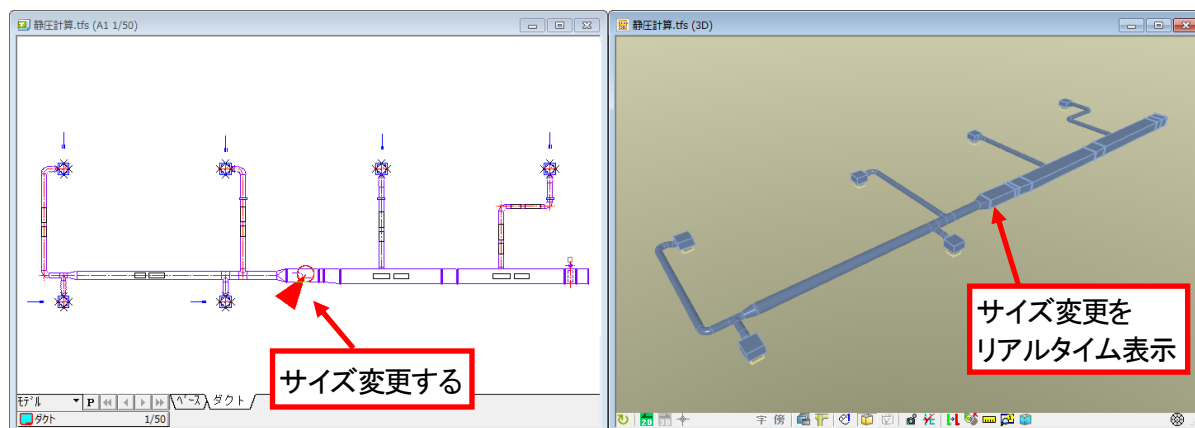 静圧計算.tfs (A1 1/50)
静圧計算.tfs (3D)
サイズ変更する
サイズ変更を
リアルタイム表示
ﾓﾃﾞﾙ P ﾍﾞｰｽ ダクト
ダクト 1/50
2D 3D 字 傍